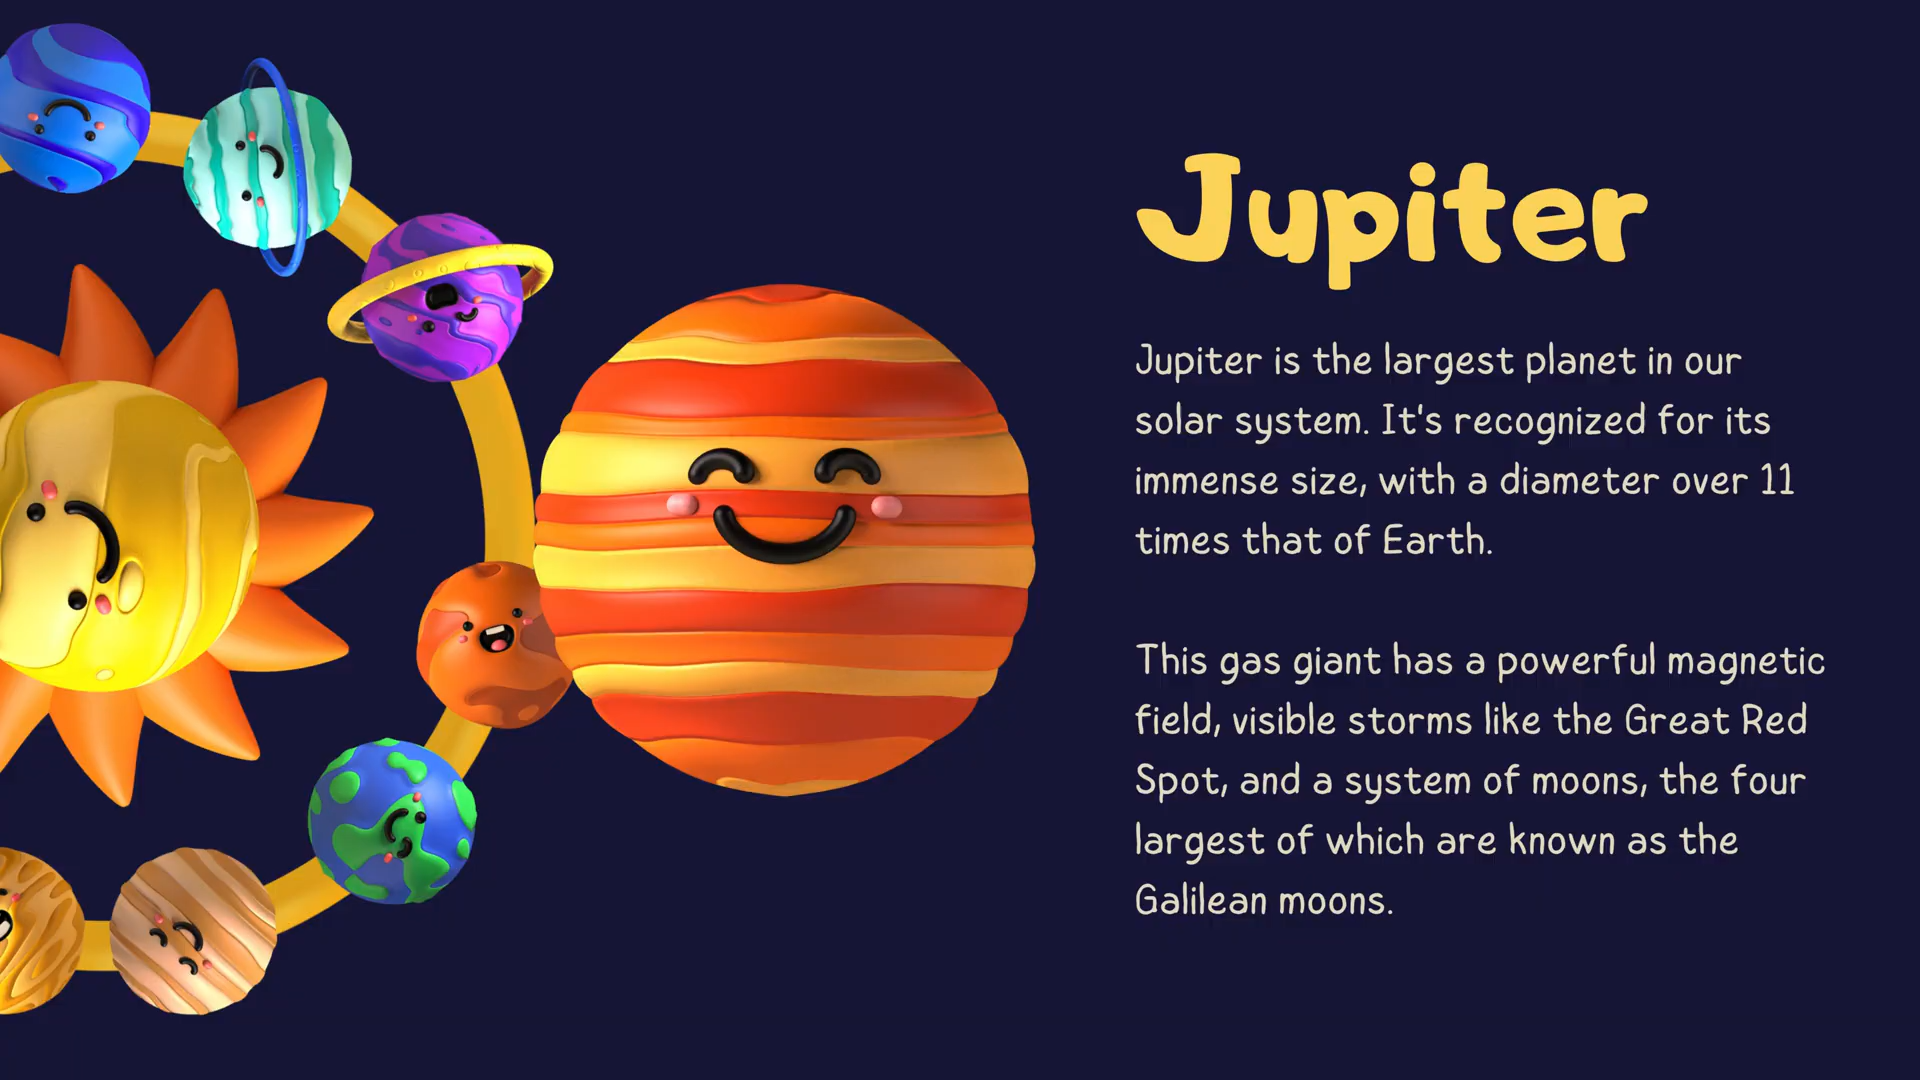 Jupiter
Jupiter is the largest planet in our
solar system. It's recognized for its
immense size, with a diameter over 11
times that of Earth.
This gas giant has a powerful magnetic
field, visible storms like the Great Red
Spot, and a system of moons, the four
largest of which are known as the
Galilean moons.